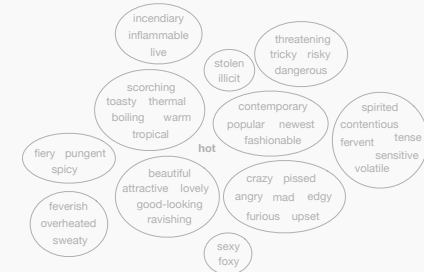 incendiary
inflammable
live
stolen
illicit
threatening
tricky risky
dangerous
scorching
toasty thermal
boiling warm
tropical
contemporary
popular newest
fashionable
spirited
contentious
fervent tense
sensitive
volatile
hot
fiery pungent
spicy
beautiful
attractive lovely
good-looking
ravishing
crazy pissed
angry mad edgy
furious upset
feverish
overheated
sweaty
sexy
foxy